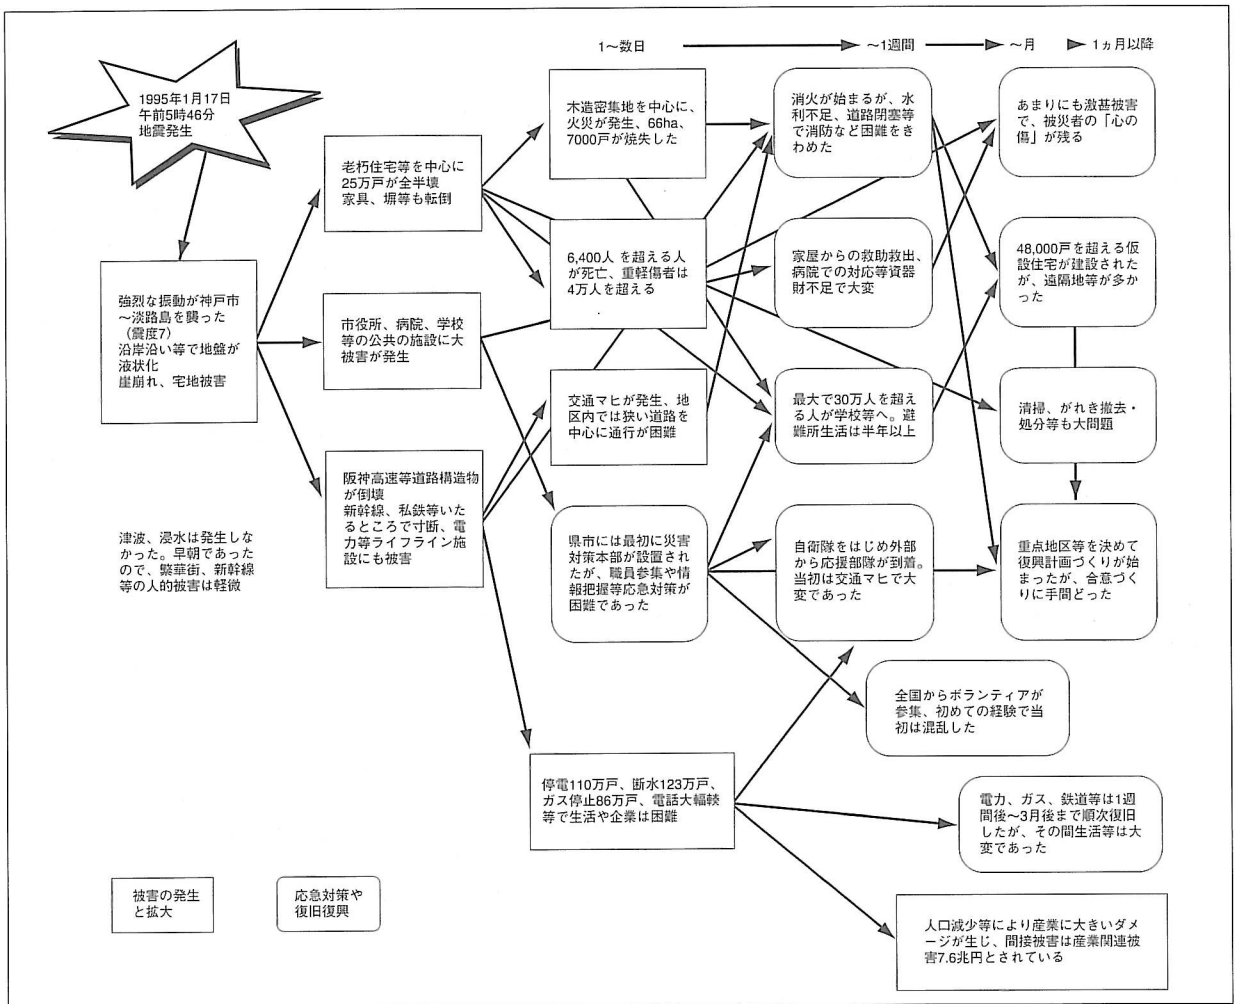 1～数日
～1週間
～月
1ヵ月以降
1995年1月17日
午前5時46分
地震発生
強烈な振動が神戸市
～淡路島を襲った
（震度7）
沿岸沿い等で地盤が
液状化
崖崩れ、宅地被害
津波、浸水は発生しな
かった。早朝であった
ので、繁華街、新幹線
等の人的被害は軽微
老朽住宅等を中心に
25万戸が全半壊
家具、塀等も転倒
市役所、病院、学校
等の公共の施設に大
被害が発生
阪神高速等道路構造物
が倒壊
新幹線、私鉄等いた
るところで寸断、電
力等ライフライン施
設にも被害
木造密集地を中心に、
火災が発生、66ha、
7000戸が焼失した
6,400人を超える人
が死亡、重軽傷者は
4万人を超える
交通マヒが発生、地
区内では狭い道路を
中心に通行が困難
県市には最初に災害
対策本部が設置され
たが、職員参集や情
報把握等応急対策が
困難であった
停電110万戸、断水123万戸、
ガス停止86万戸、電話大輻輳
等で生活や企業は困難
消火が始まるが、水
利不足、道路閉塞等
で消防など困難をき
わめた
家屋からの救助救出、
病院での対応等資器
財不足で大変
最大で30万人を超え
る人が学校等へ。避
難所生活は半年以上
自衛隊をはじめ外部
から応援部隊が到着。
当初は交通マヒで大
変であった
全国からボランティアが
参集、初めての経験で当
初は混乱した
あまりにも激甚被害
で、被災者の「心の
傷」が残る
48,000戸を超える仮
設住宅が建設された
が、遠隔地等が多か
った
清掃、がれき撤去・
処分等も大問題
重点地区等を決めて
復興計画づくりが始
まったが、合意づく
りに手間どった
電力、ガス、鉄道等は1週
間後～3月後まで順次復旧
したが、その間生活等は大
変であった
人口減少等により産業に大きいダメ
ージが生じ、間接被害は産業関連被
害7.6兆円とされている
被害の発生
と拡大
応急対策や
復旧復興